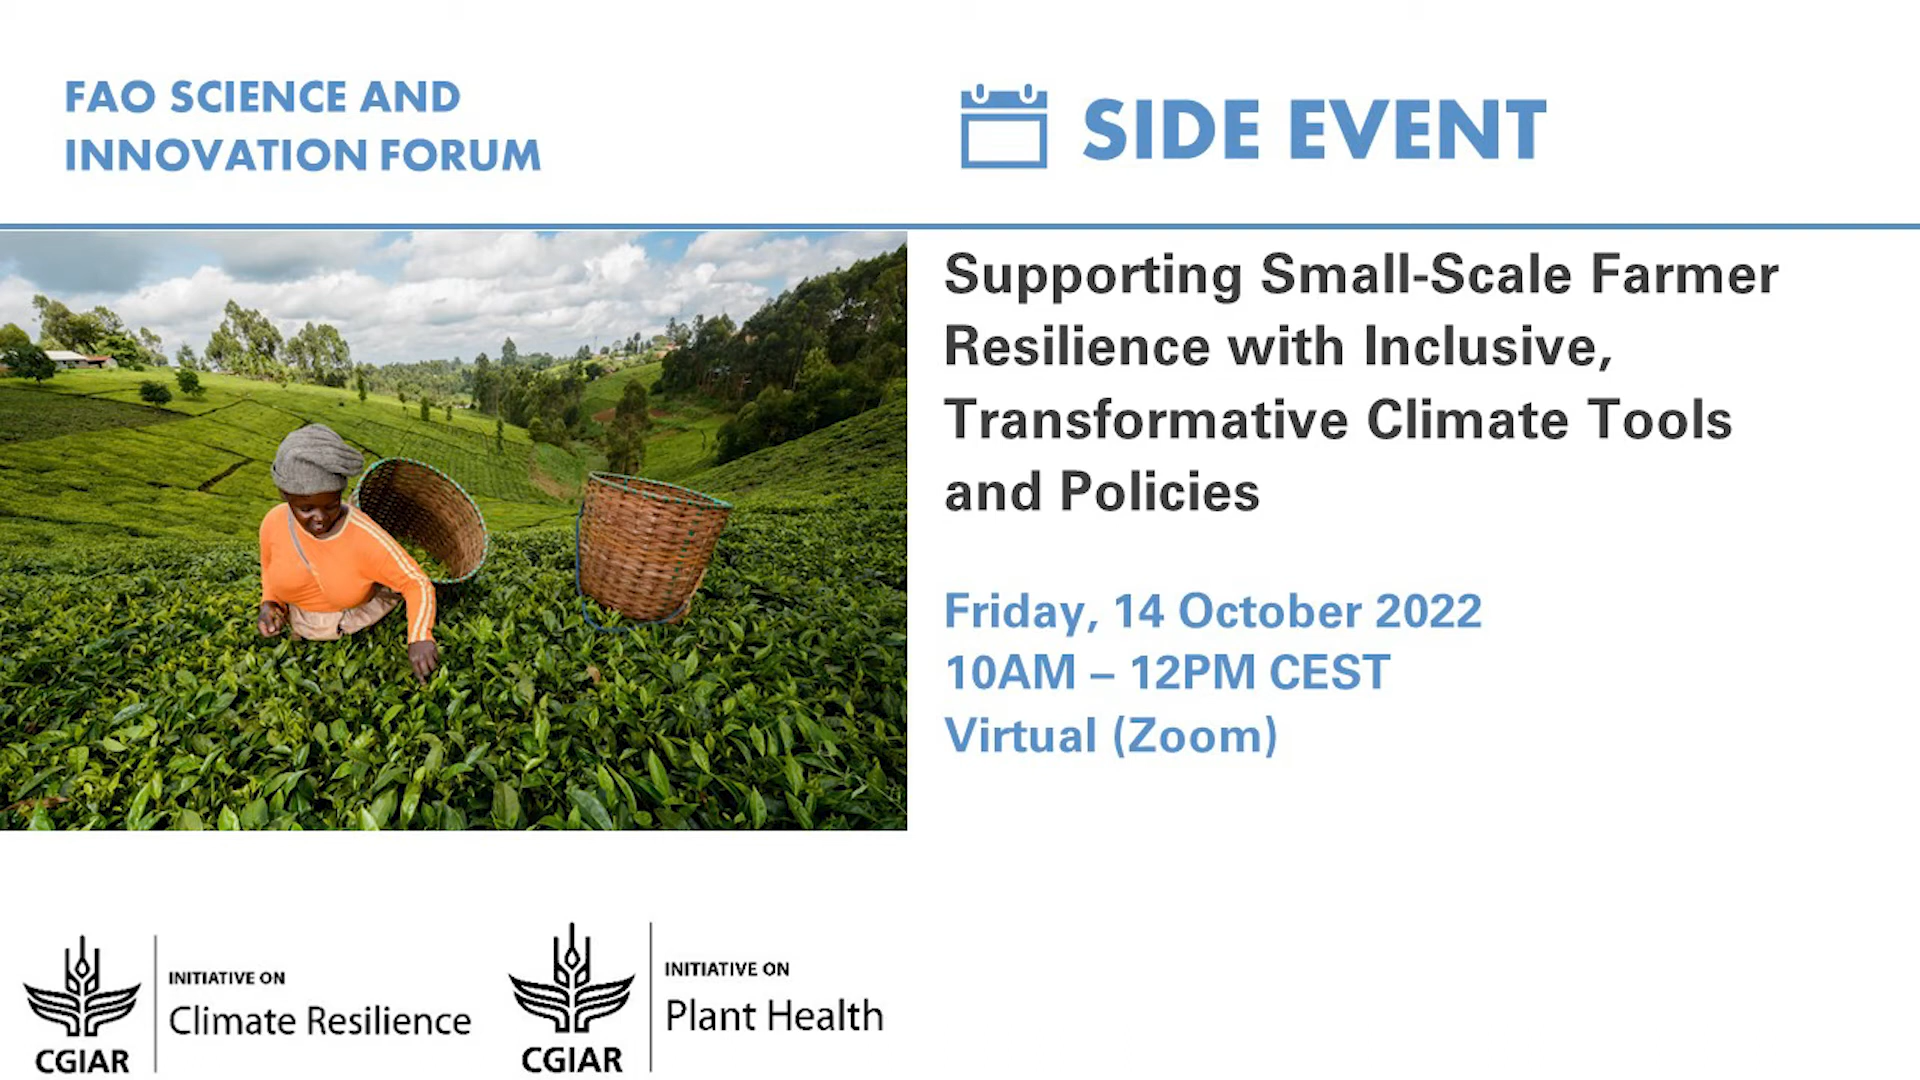 FAO SCIENCE AND
INNOVATION FORUM
SIDE EVENT
Supporting Small-Scale Farmer
Resilience with Inclusive,
Transformative Climate Tools
and Policies
Friday, 14 October 2022
10AM – 12PM CEST
Virtual (Zoom)
CGIAR
INITIATIVE ON
Climate Resilience
CGIAR
INITIATIVE ON
Plant Health